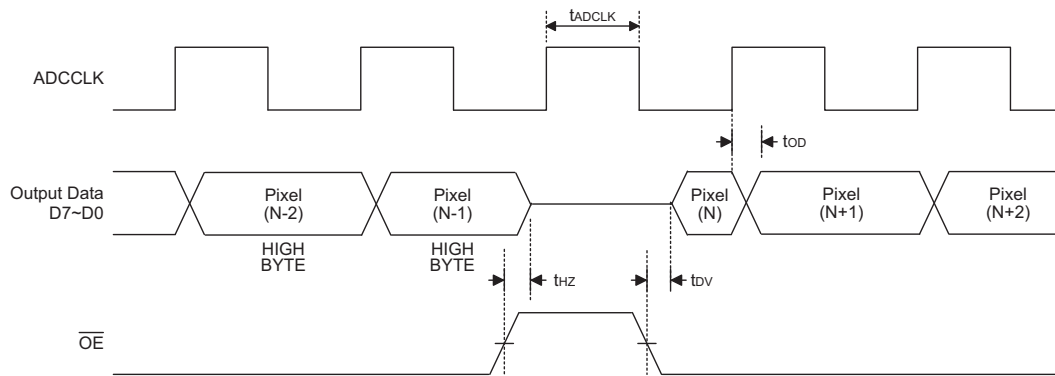 tADCLK
ADCCLK
tOD
Output Data
D7~D0
Pixel
(N-2)
Pixel
(N-1)
Pixel
(N)
Pixel
(N+1)
Pixel
(N+2)
HIGH
BYTE
HIGH
BYTE
tHZ
tDV
OE